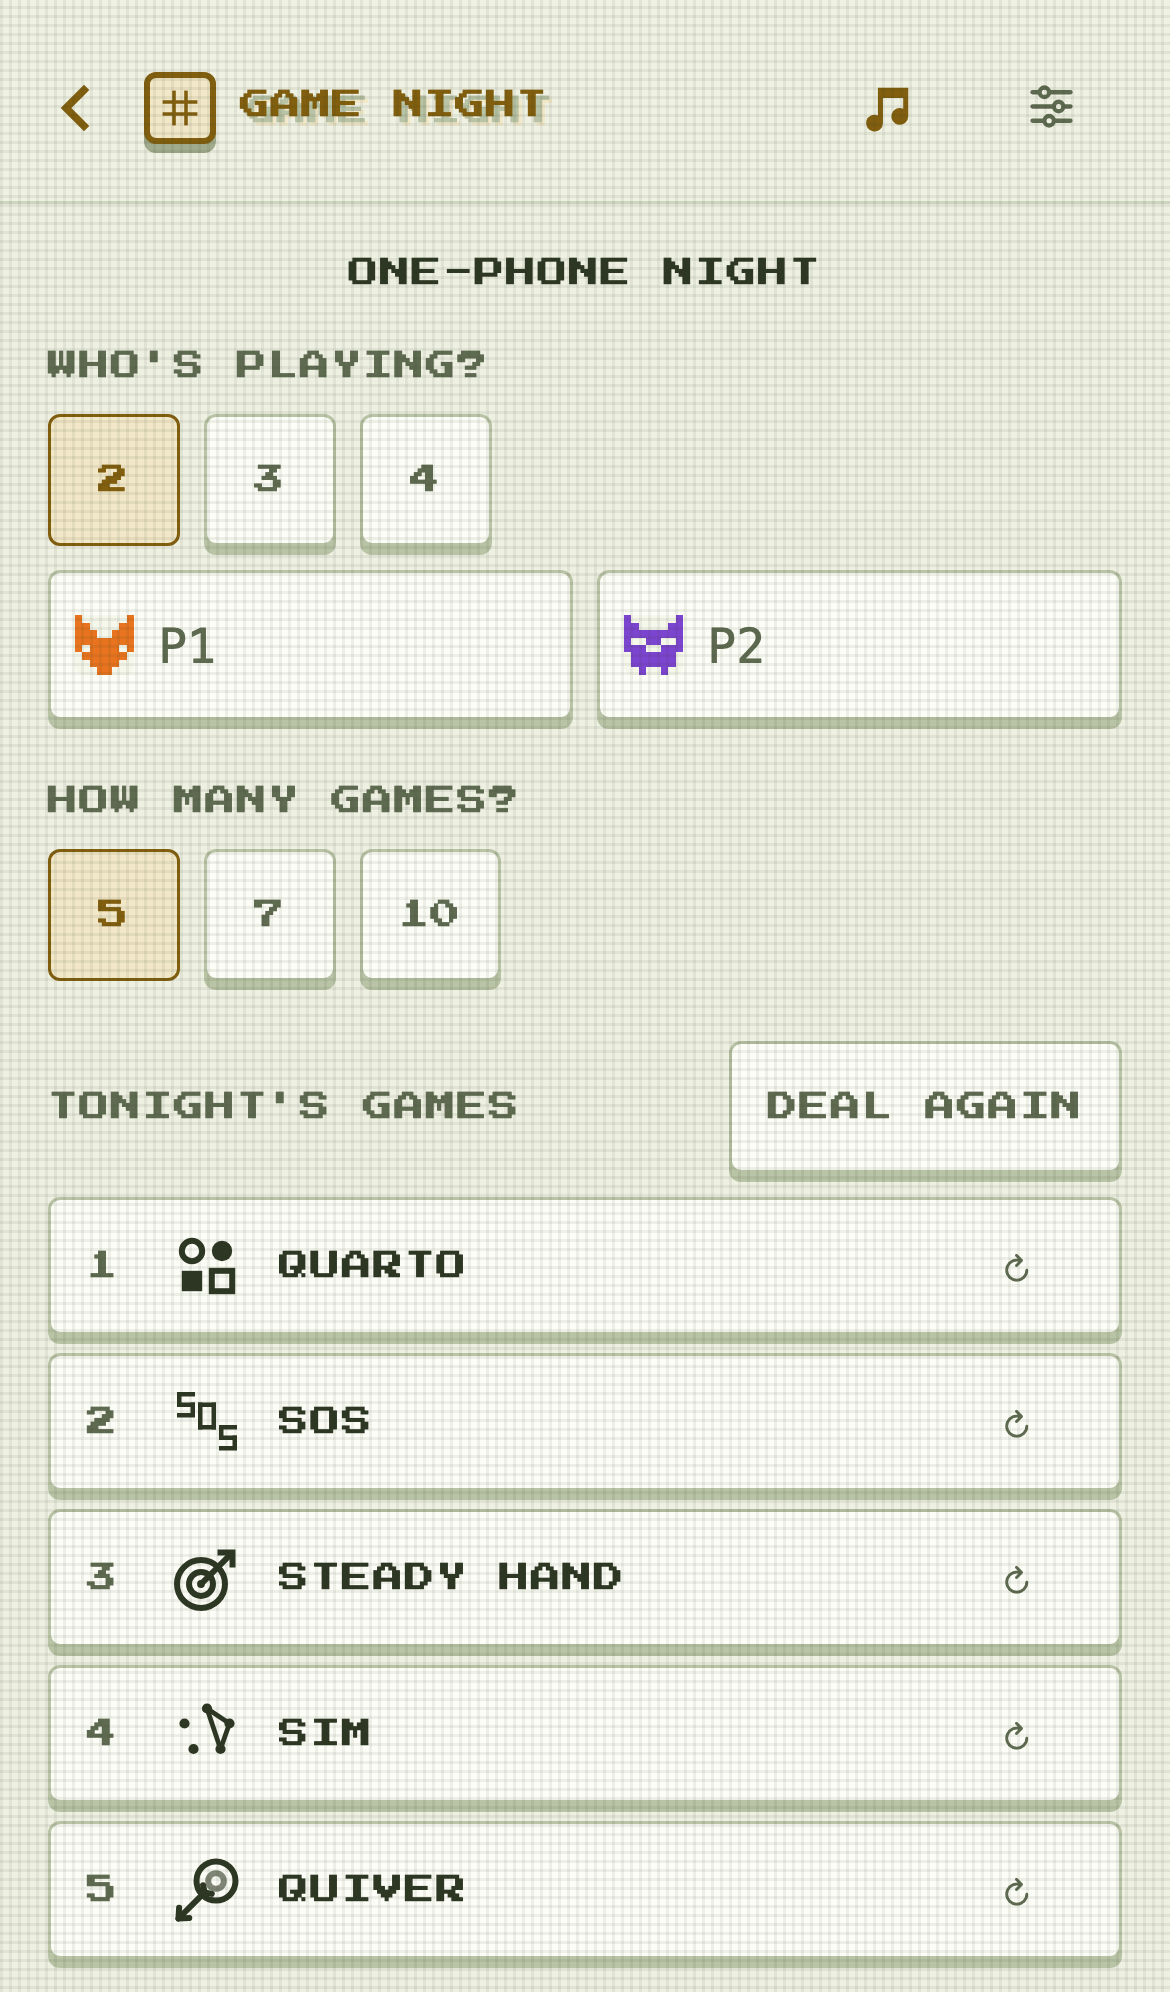 GAME NIGHT
ONE-PHONE NIGHT
WHO'S PLAYING?
2 3 4
P1 P2
HOW MANY GAMES?
5 7 10
TONIGHT'S GAMES DEAL AGAIN
1 QUARTO
2 SOS SOS
3 STEADY HAND
4 SIM
5 QUIVER